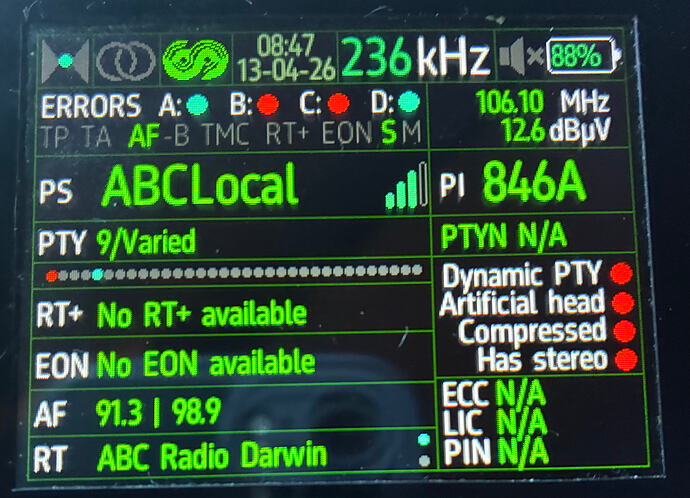 08:47
13-04-26
236 kHz
88%
ERRORS A: B: C: D:
106.10 MHz
TP TA AF-B TMC RT+ EON S M
12.6 dBµV
PS ABCLocal
PI 846A
PTY 9/Varied
PTYN N/A
Dynamic PTY
Artificial head
Compressed
Has stereo
RT+ No RT+ available
EON No EON available
AF 91.3 | 98.9
RT ABC Radio Darwin
ECC N/A
LIC N/A
PIN N/A